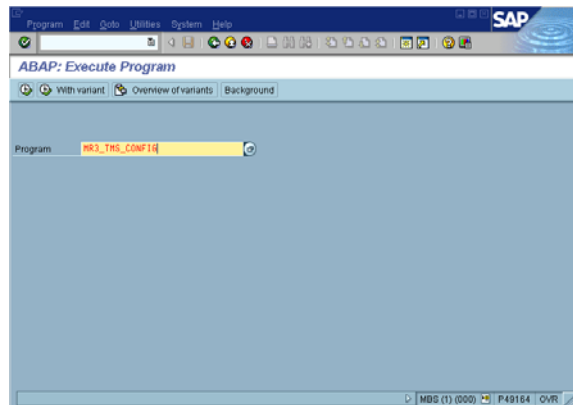 Program Edit Goto Utilities System Help
SAP
ABAP: Execute Program
With variant Overview of variants Background
Program MR3_TMS_CONFIG
MBS (1) (000) P49164 OVR